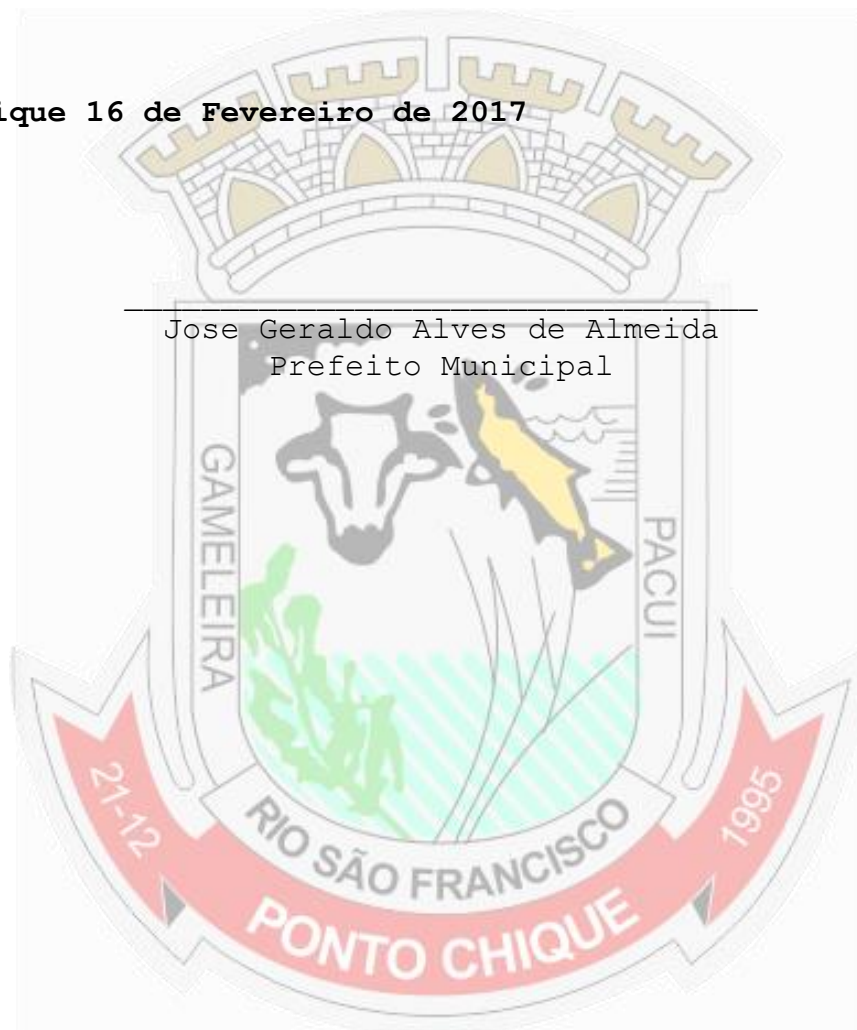 ique 16 de Fevereiro de 2017
Jose Geraldo Alves de Almeida
Prefeito Municipal
GAMELEIRA
PACUI
21-12
1995
RIO SÃO FRANCISCO
PONTO CHIQUE